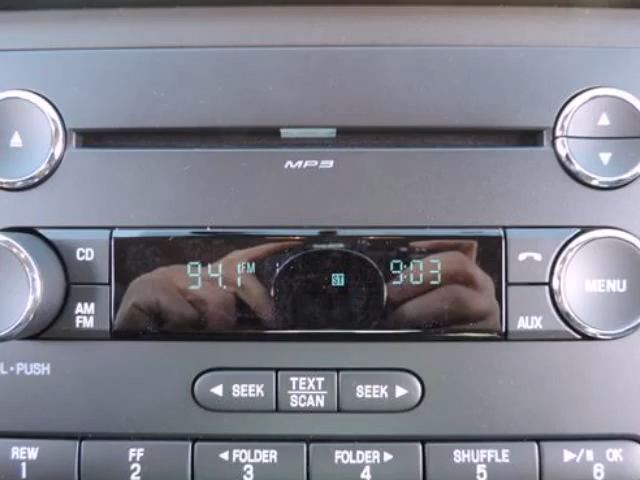 MP3
CD
94.1 FM
ST
9:03
MENU
AM
FM
AUX
L•PUSH
◄ SEEK
TEXT
SCAN
SEEK ►
REW
1
FF
2
◄ FOLDER
3
FOLDER ►
4
SHUFFLE
5
►/II OK
6